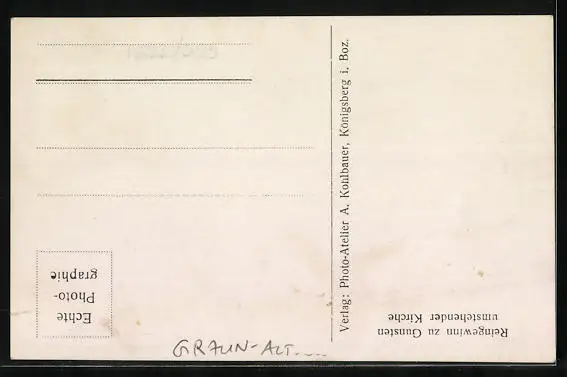 Reingewinn zu Gunsten
umstehender Kirche
Verlag: Photo-Atelier A. Kohlbauer, Königsberg i. Boz.
Echte
Photo-
graphie
GRAUN-ALT....